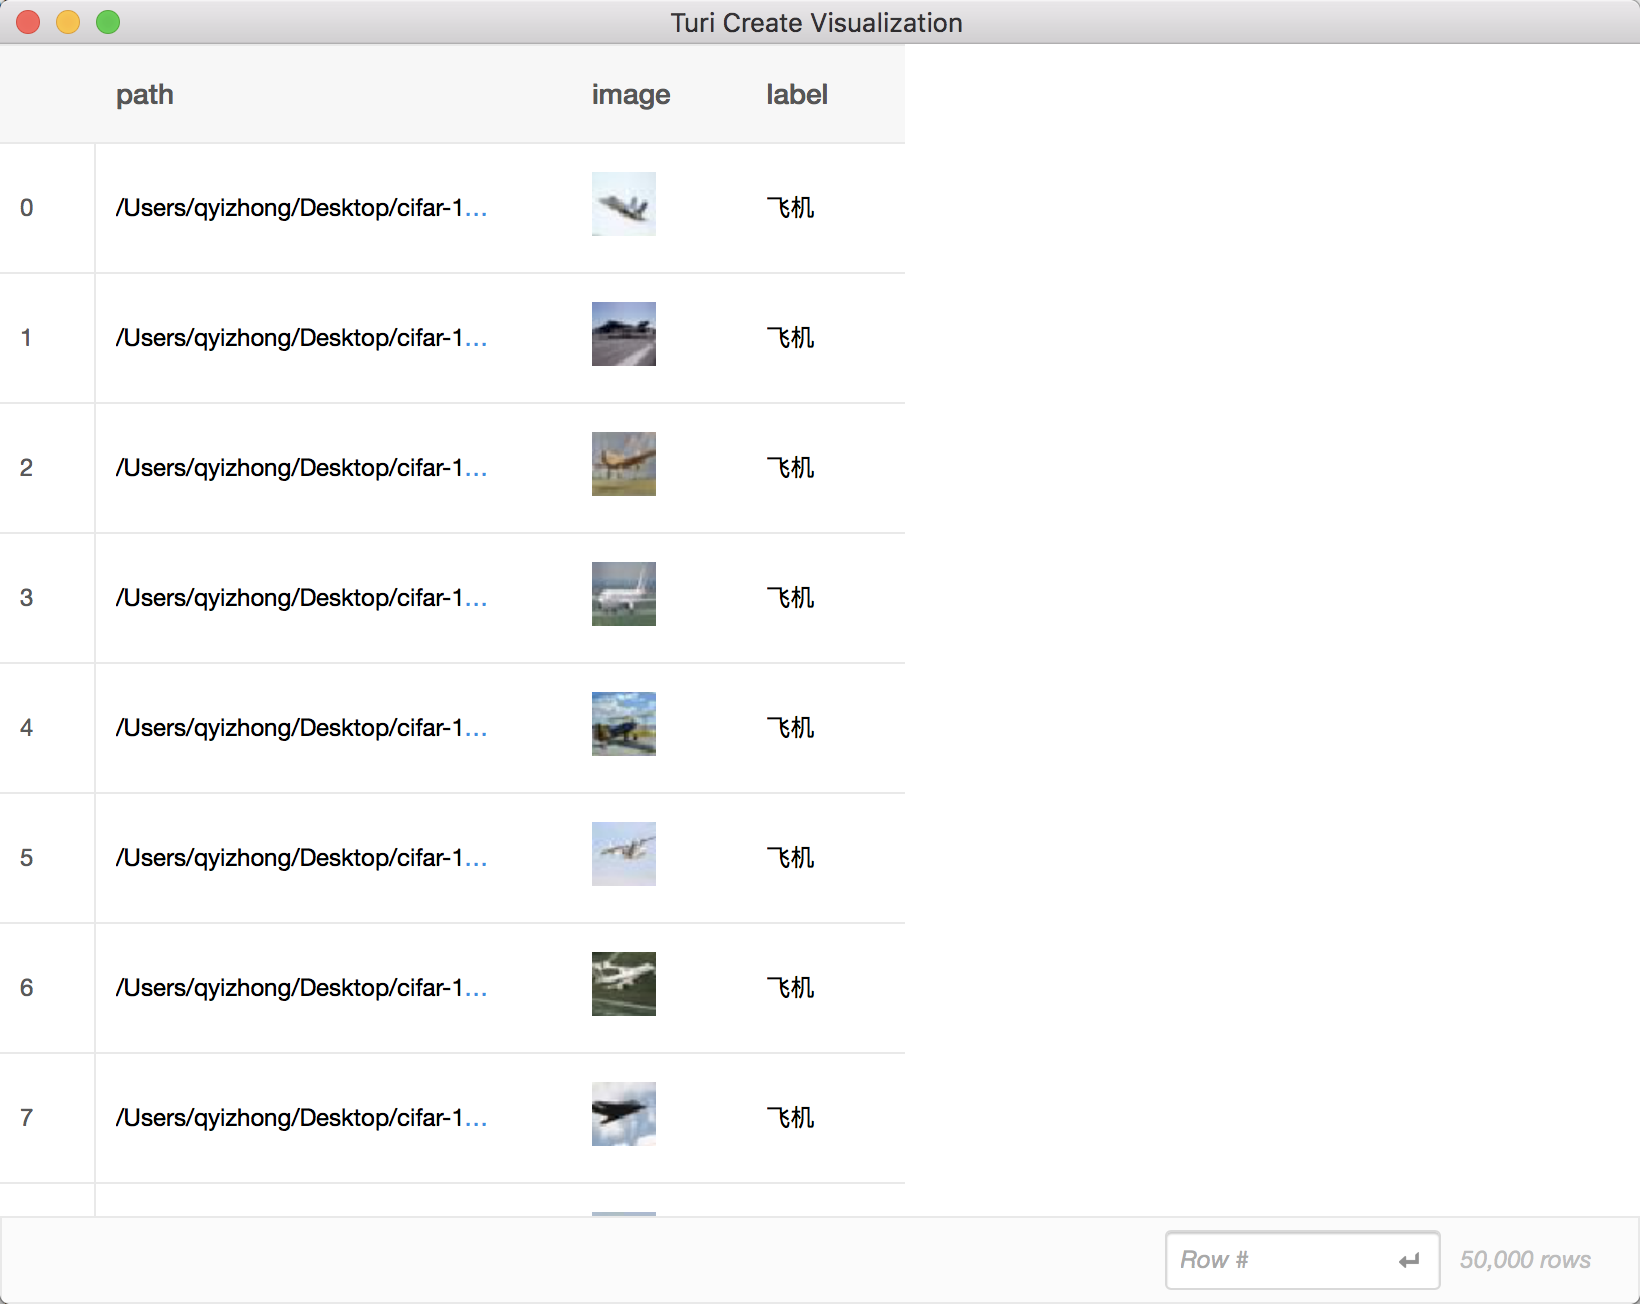 Turi Create Visualization
path image label
0 /Users/qyizhong/Desktop/cifar-1... 飞机
1 /Users/qyizhong/Desktop/cifar-1... 飞机
2 /Users/qyizhong/Desktop/cifar-1... 飞机
3 /Users/qyizhong/Desktop/cifar-1... 飞机
4 /Users/qyizhong/Desktop/cifar-1... 飞机
5 /Users/qyizhong/Desktop/cifar-1... 飞机
6 /Users/qyizhong/Desktop/cifar-1... 飞机
7 /Users/qyizhong/Desktop/cifar-1... 飞机
Row # 50,000 rows